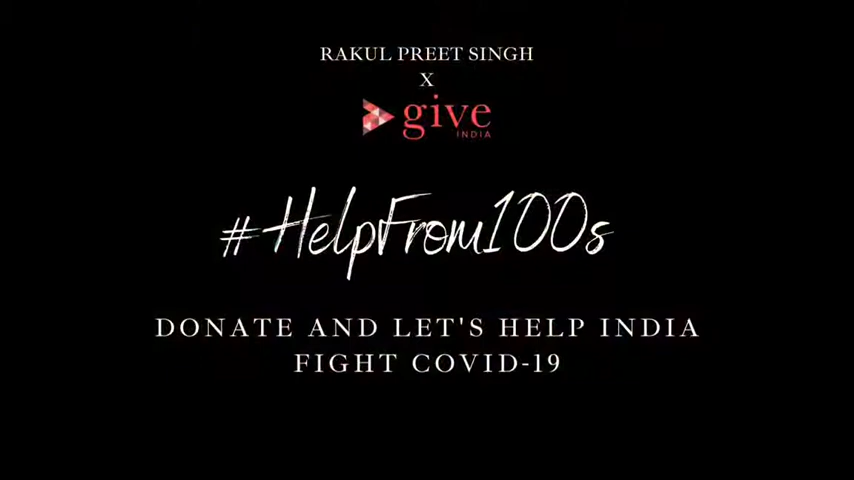 RAKUL PREET SINGH
X
give
INDIA
#HelpFrom100s
DONATE AND LET'S HELP INDIA
FIGHT COVID-19